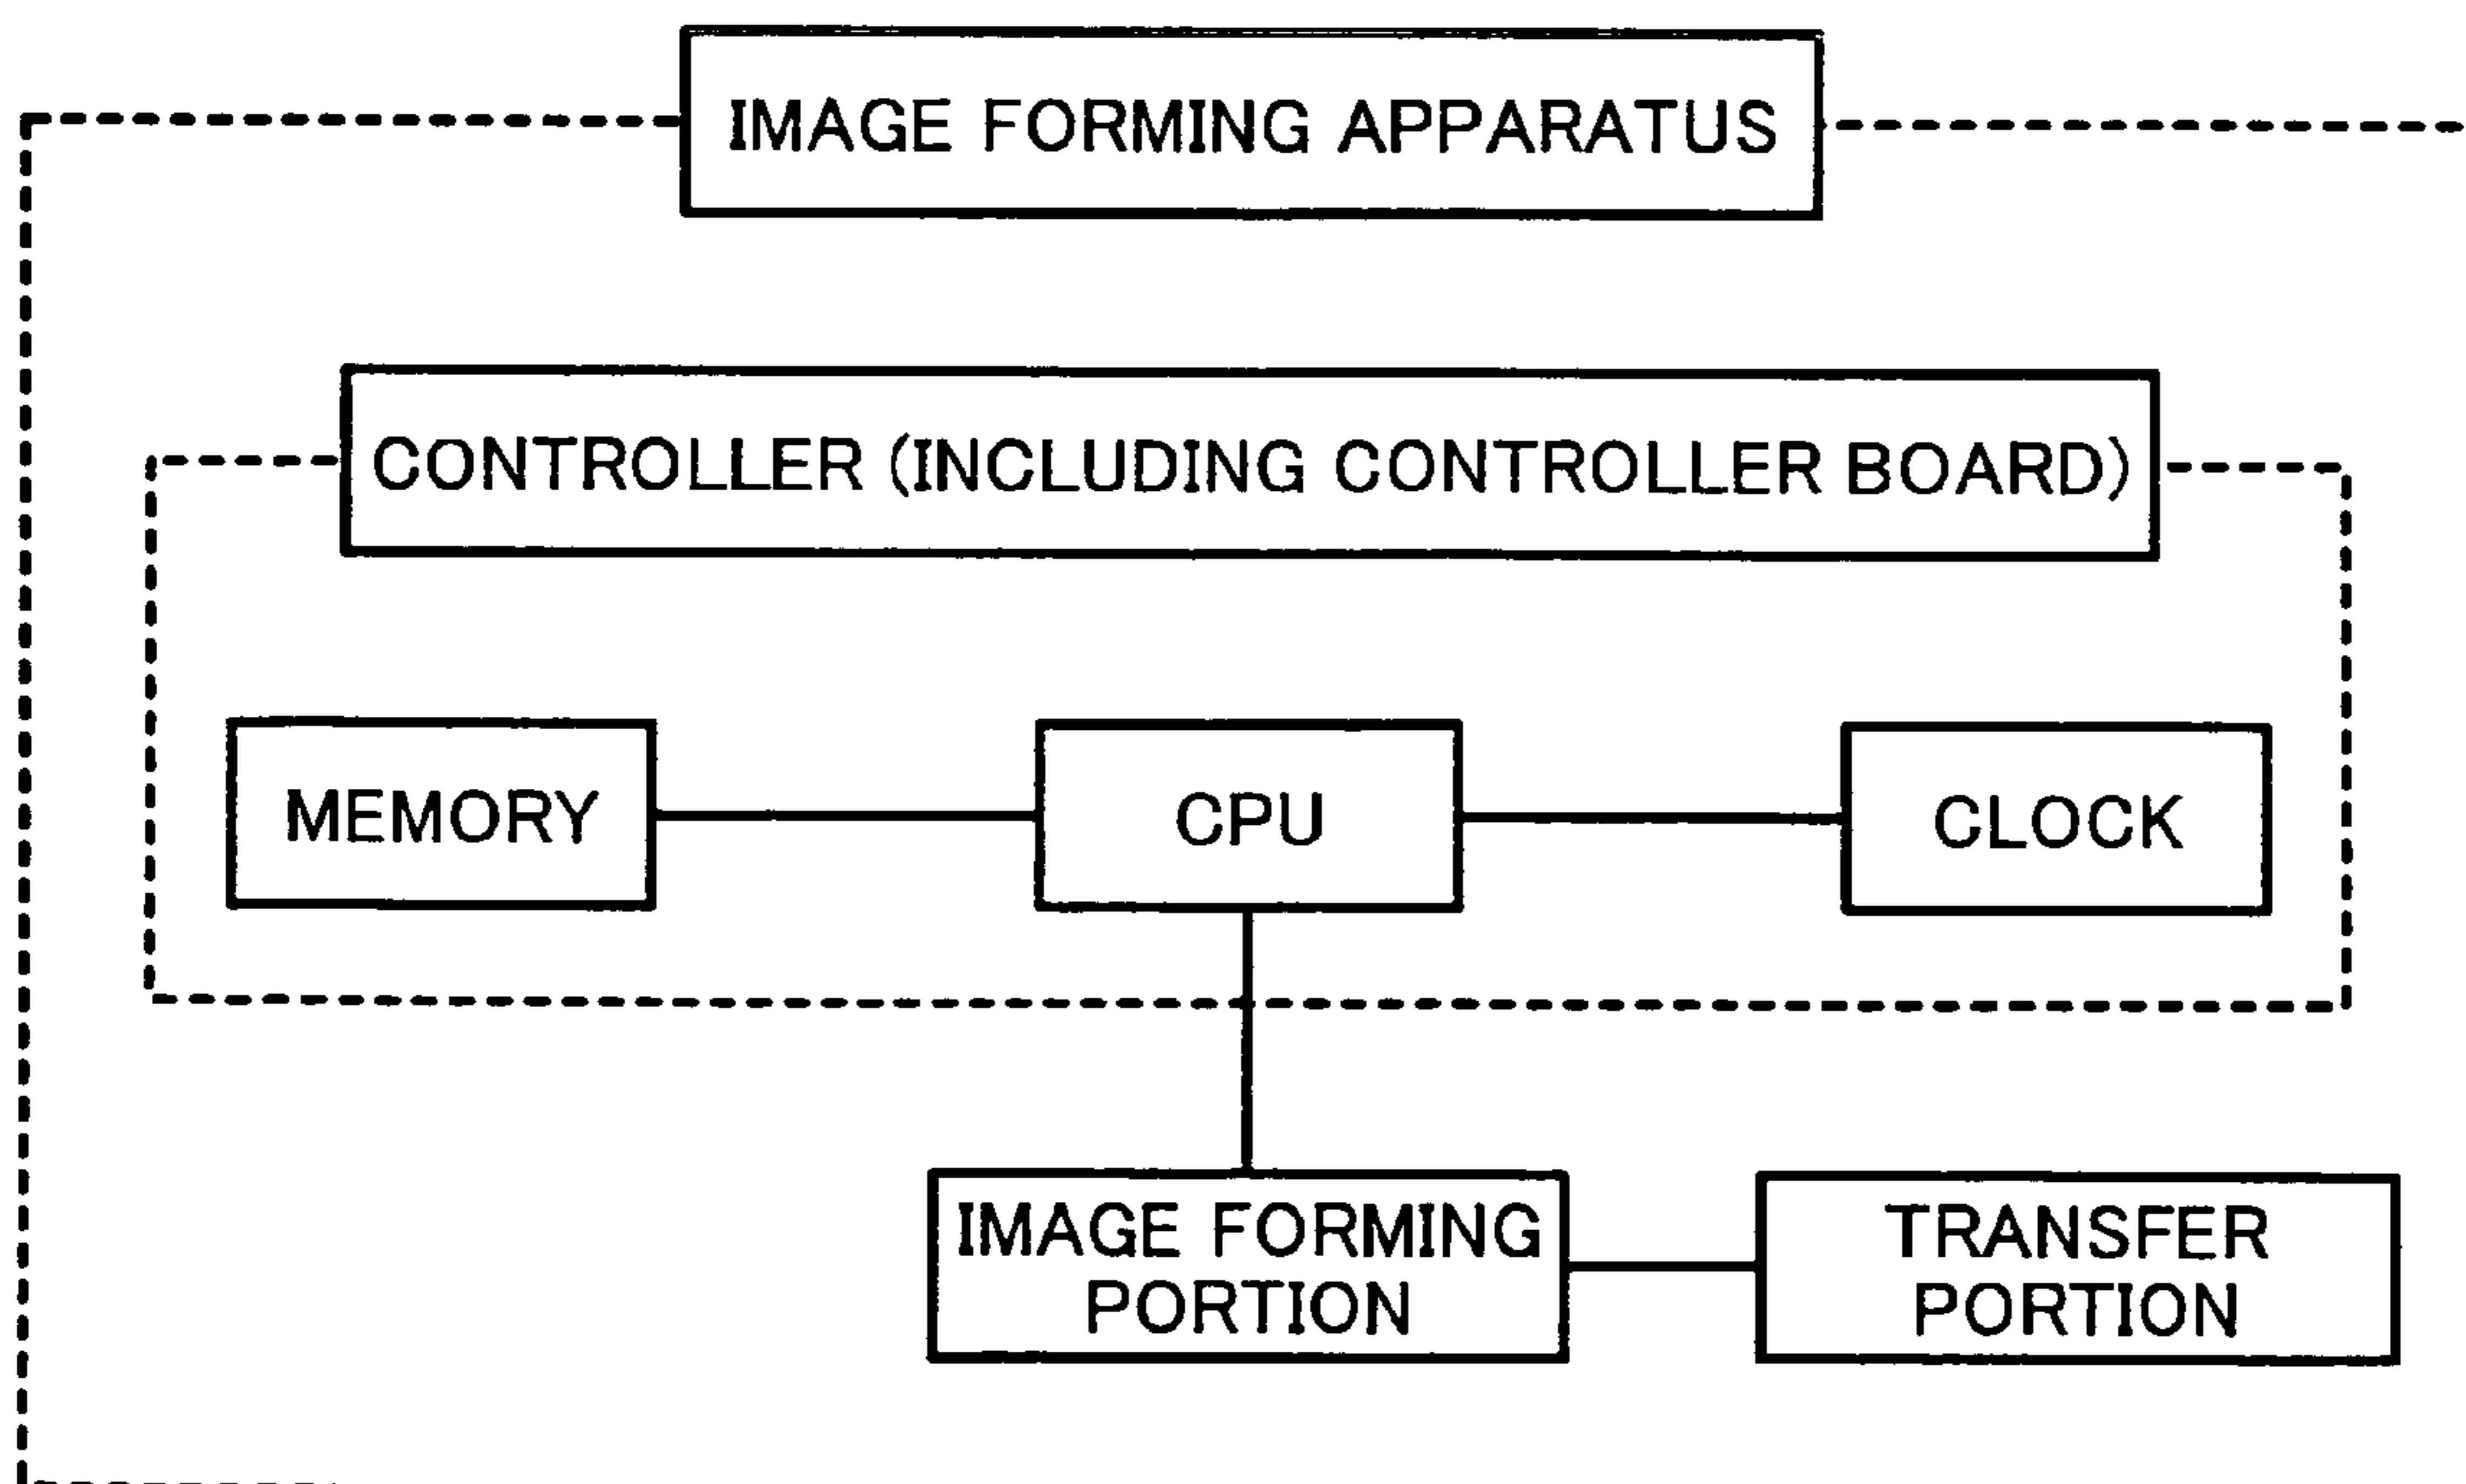 IMAGE FORMING APPARATUS
CONTROLLER (INCLUDING CONTROLLER BOARD)
MEMORY
CPU
CLOCK
IMAGE FORMING
PORTION
TRANSFER
PORTION